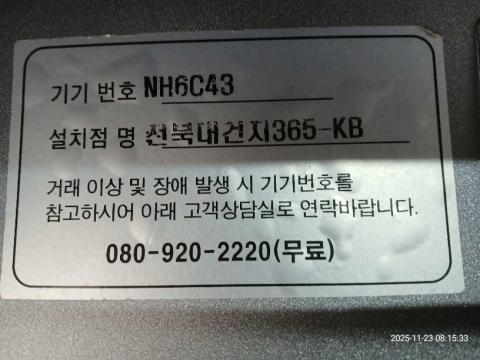 기기 번호 NH6C43
설치점 명 전북대건지365-KB
거래 이상 및 장애 발생 시 기기번호를
참고하시어 아래 고객상담실로 연락바랍니다.
080-920-2220(무료)
2025-11-23 08:15:33